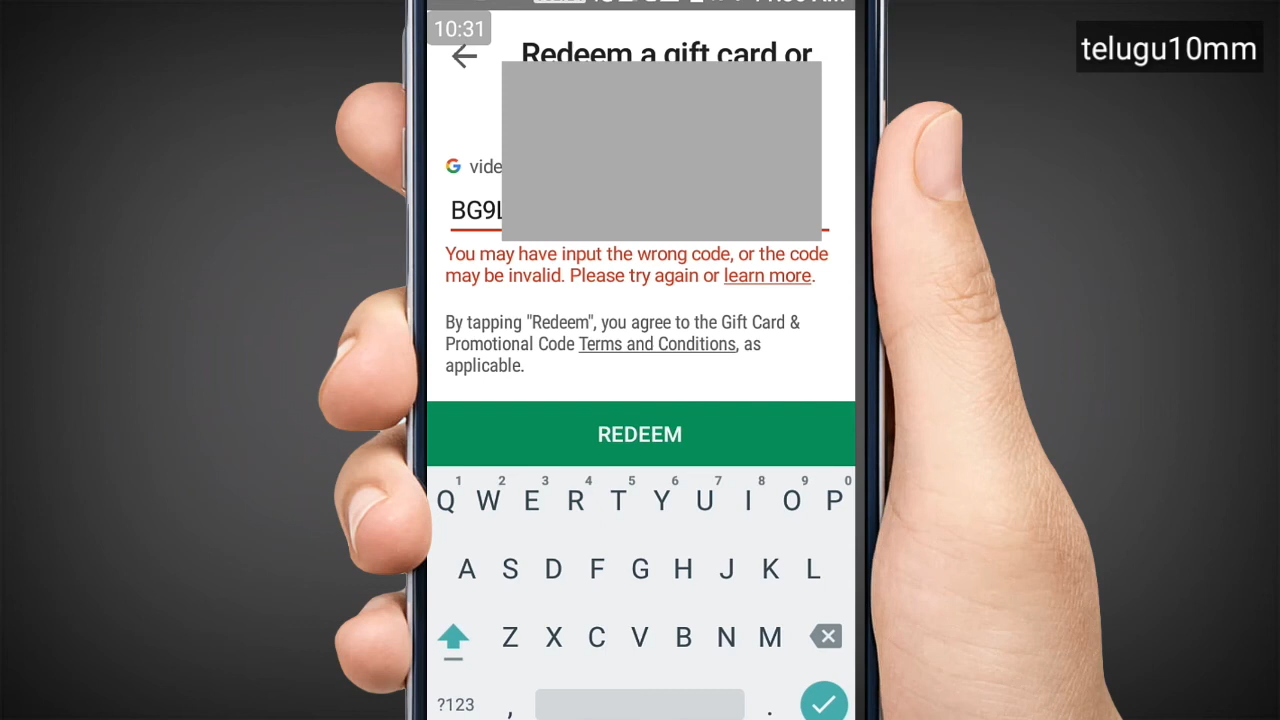 10:31
telugu10mm
Redeem a gift card or
vide
BG9L
You may have input the wrong code, or the code
may be invalid. Please try again or learn more.
By tapping "Redeem", you agree to the Gift Card &
Promotional Code Terms and Conditions, as
applicable.
REDEEM
1 2 3 4 5 6 7 8 9 0
Q W E R T Y U I O P
A S D F G H J K L
Z X C V B N M
?123 , .